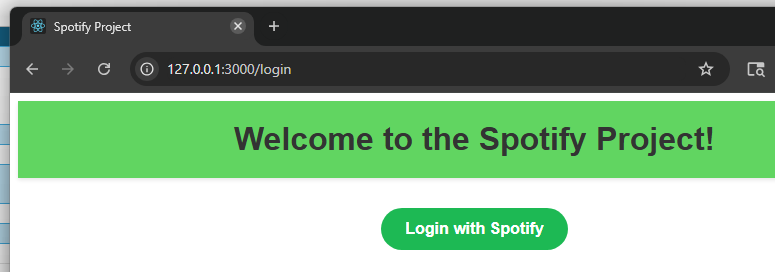 Spotify Project
127.0.0.1:3000/login
Welcome to the Spotify Project!
Login with Spotify